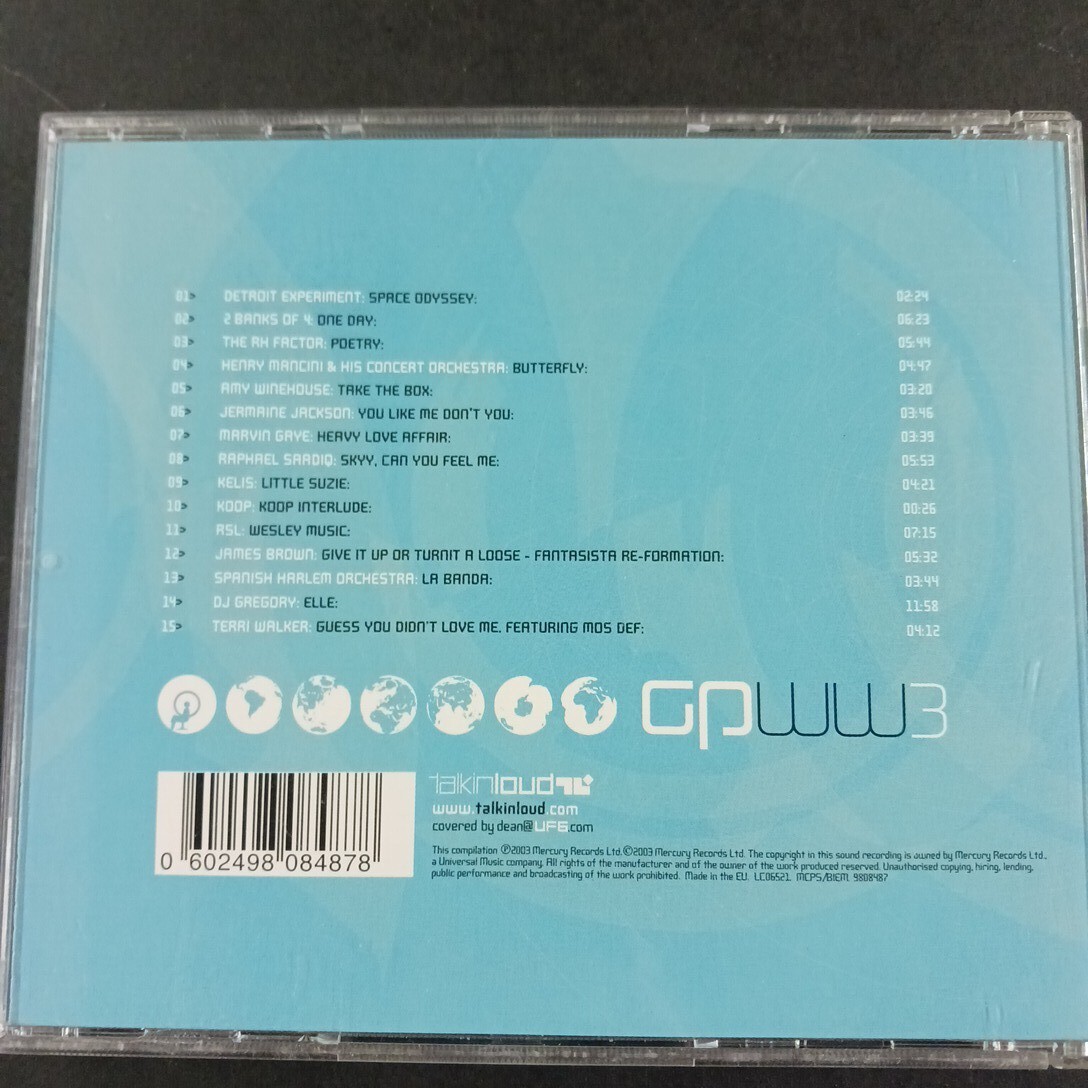 01> DETROIT EXPERIMENT: SPACE ODYSSEY: 02:24
02> 2 BANKS OF 4: ONE DAY: 06:23
03> THE RH FACTOR: POETRY: 05:44
04> HENRY MANCINI & HIS CONCERT ORCHESTRA: BUTTERFLY: 04:47
05> AMY WINEHOUSE: TAKE THE BOX: 03:20
06> JERMAINE JACKSON: YOU LIKE ME DON'T YOU: 03:46
07> MARVIN GAYE: HEAVY LOVE AFFAIR: 03:39
08> RAPHAEL SAADIQ: SKYY, CAN YOU FEEL ME: 05:53
09> KELIS: LITTLE SUZIE: 04:21
10> KOOP: KOOP INTERLUDE: 00:26
11> RSL: WESLEY MUSIC: 07:15
12> JAMES BROWN: GIVE IT UP OR TURNIT A LOOSE - FANTASISTA RE-FORMATION: 05:32
13> SPANISH HARLEM ORCHESTRA: LA BANDA: 03:44
14> DJ GREGORY: ELLE: 11:58
15> TERRI WALKER: GUESS YOU DIDN'T LOVE ME. FEATURING MOS DEF: 04:12
GPWW3
talkinloud
www.talkinloud.com
covered by dean@UFG.com
0 602498 084878
This compilation ℗2003 Mercury Records Ltd.©2003 Mercury Records Ltd. The copyright in this sound recording is owned by Mercury Records Ltd.,
a Universal Music company. All rights of the manufacturer and of the owner of the work produced reserved. Unauthorised copying, hiring, lending,
public performance and broadcasting of the work prohibited. Made in the EU. LC06521. MCPS/BIEM. 9808487